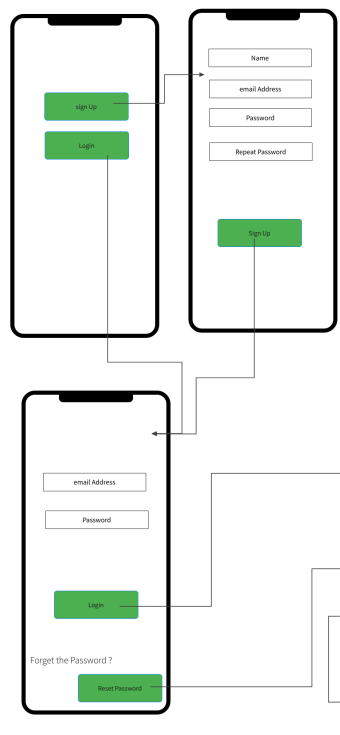 sign Up
Login
Name
email Address
Password
Repeat Password
Sign Up
email Address
Password
Login
Forget the Password ?
Reset Password